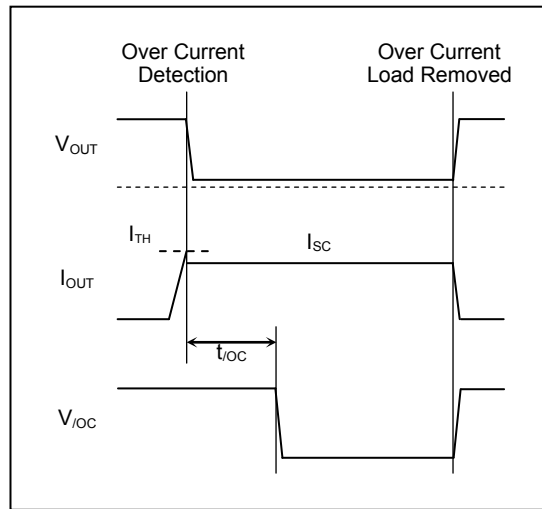 Over Current
Detection
Over Current
Load Removed
VOUT
ITH
ISC
IOUT
t/OC
V/OC